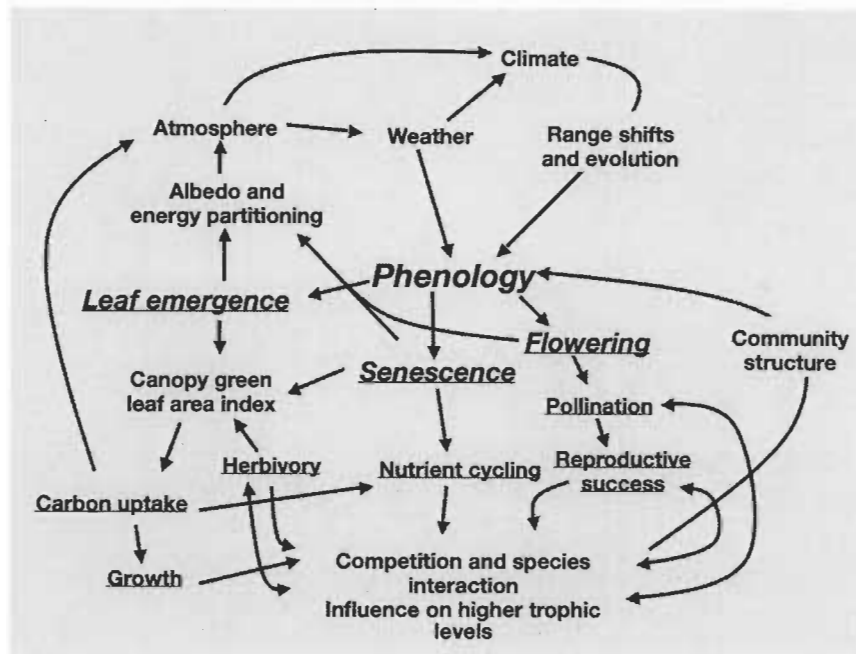 Climate
Atmosphere
Weather
Range shifts
and evolution
Albedo and
energy partitioning
Phenology
Leaf emergence
Flowering
Community
structure
Senescence
Canopy green
leaf area index
Pollination
Herbivory
Nutrient cycling
Reproductive
success
Carbon uptake
Growth
Competition and species
interaction
Influence on higher trophic
levels